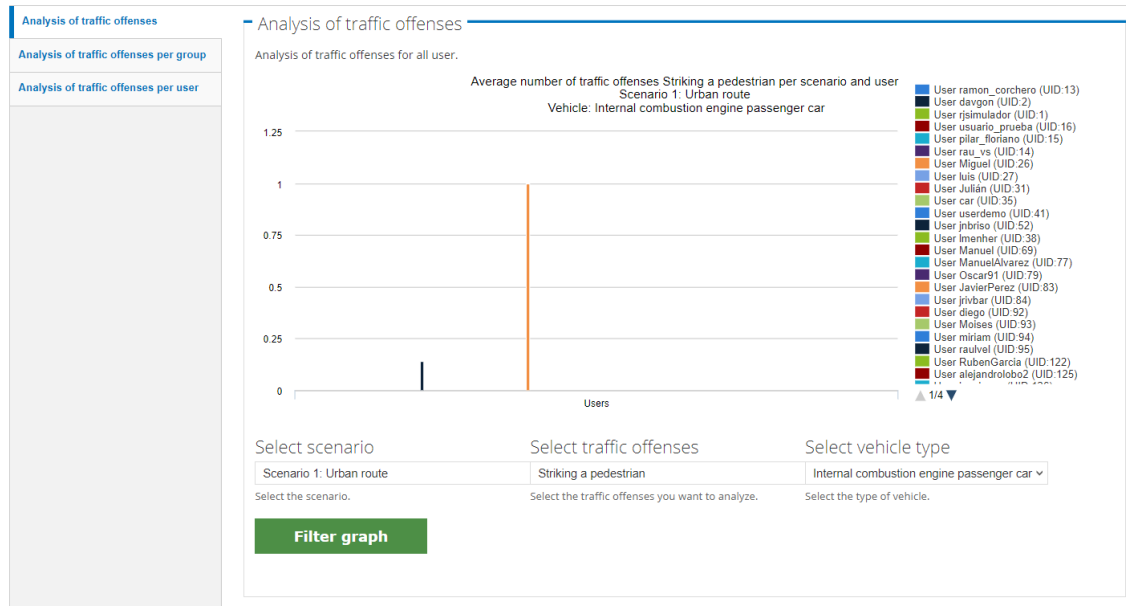 Analysis of traffic offenses
Analysis of traffic offenses per group
Analysis of traffic offenses per user
Analysis of traffic offenses
Analysis of traffic offenses for all user.
Average number of traffic offenses Striking a pedestrian per scenario and user
Scenario 1: Urban route
Vehicle: Internal combustion engine passenger car
1.25
1
0.75
0.5
0.25
0
Users
User ramon_corchero (UID:13)
User davgon (UID:2)
User rjsimulador (UID:1)
User usuario_prueba (UID:16)
User pilar_floriano (UID:15)
User rau_vs (UID:14)
User Miguel (UID:26)
User luis (UID:27)
User Julián (UID:31)
User car (UID:35)
User userdemo (UID:41)
User jnbriso (UID:52)
User lmenher (UID:38)
User Manuel (UID:69)
User ManuelAlvarez (UID:77)
User Oscar91 (UID:79)
User JavierPerez (UID:83)
User jrivbar (UID:84)
User diego (UID:92)
User Moises (UID:93)
User miriam (UID:94)
User raulvel (UID:95)
User RubenGarcia (UID:122)
User alejandrolobo2 (UID:125)
1/4
Select scenario
Scenario 1: Urban route
Select the scenario.
Select traffic offenses
Striking a pedestrian
Select the traffic offenses you want to analyze.
Select vehicle type
Internal combustion engine passenger car
Select the type of vehicle.
Filter graph